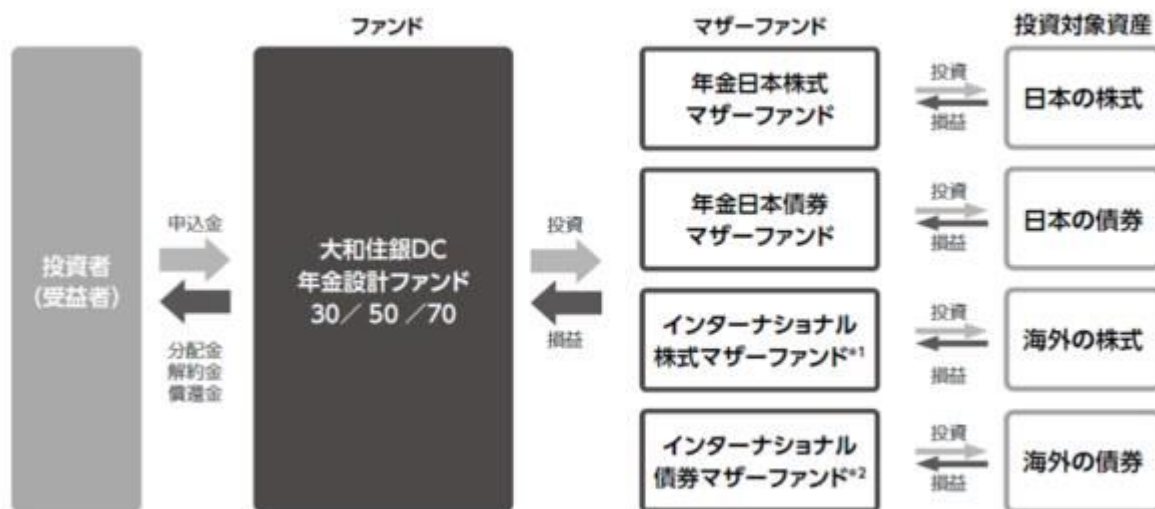 ファンド
マザーファンド
投資対象資産
投資者
(受益者)
申込金
分配金
解約金
償還金
大和住銀DC
年金設計ファンド
30／50／70
投資
損益
年金日本株式
マザーファンド
投資
損益
日本の株式
年金日本債券
マザーファンド
投資
損益
日本の債券
インターナショナル
株式マザーファンド*1
投資
損益
海外の株式
インターナショナル
債券マザーファンド*2
投資
損益
海外の債券